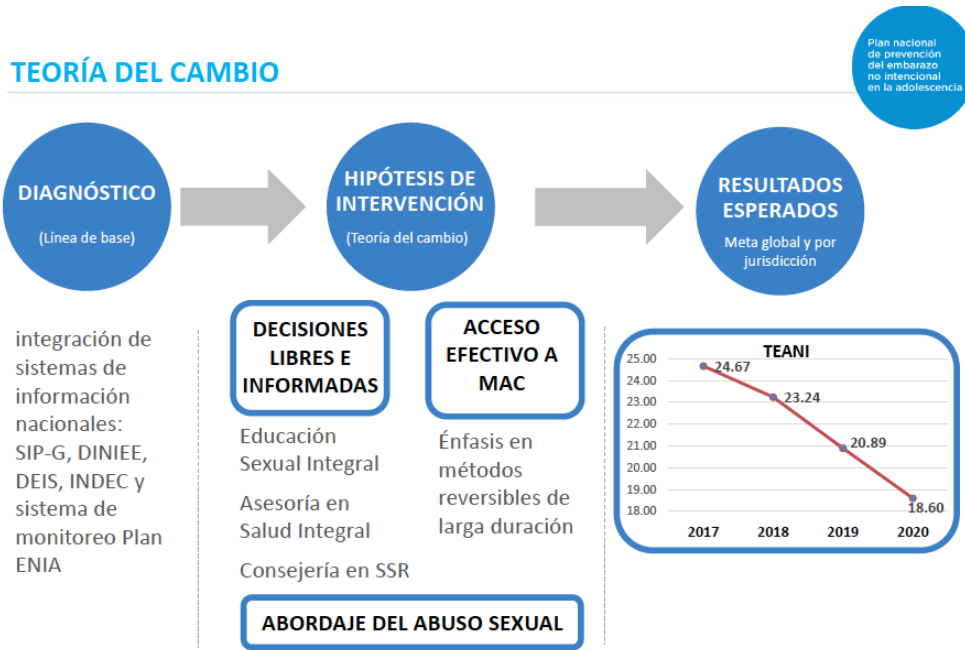 TEORÍA DEL CAMBIO
Plan nacional
de prevención
del embarazo
no intencional
en la adolescencia
DIAGNÓSTICO
(Línea de base)
HIPÓTESIS DE
INTERVENCIÓN
(Teoría del cambio)
RESULTADOS
ESPERADOS
Meta global y por
jurisdicción
integración de
sistemas de
información
nacionales:
SIP-G, DINIEE,
DEIS, INDEC y
sistema de
monitoreo Plan
ENIA
DECISIONES
LIBRES E
INFORMADAS
Educación
Sexual Integral
Asesoría en
Salud Integral
Consejería en SSR
ACCESO
EFECTIVO A
MAC
Énfasis en
métodos
reversibles de
larga duración
ABORDAJE DEL ABUSO SEXUAL
TEANI
25.00
24.00
23.00
22.00
21.00
20.00
19.00
18.00
24.67
23.24
20.89
18.60
2017 2018 2019 2020